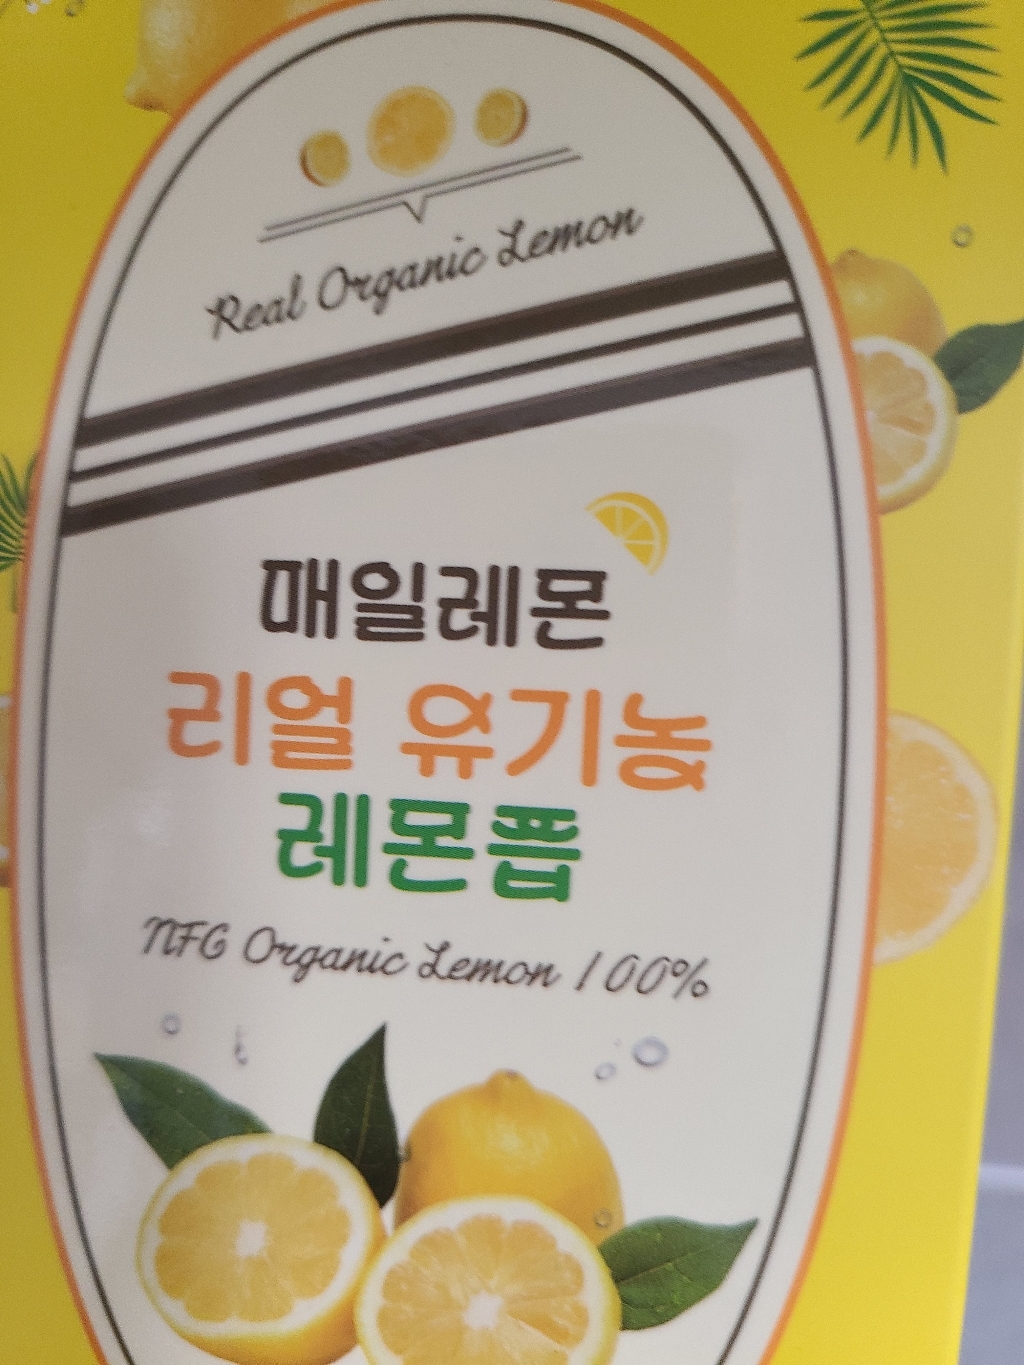 Real Organic Lemon
매일레몬
리얼 유기농
레몬즙
NFG Organic Lemon 100%